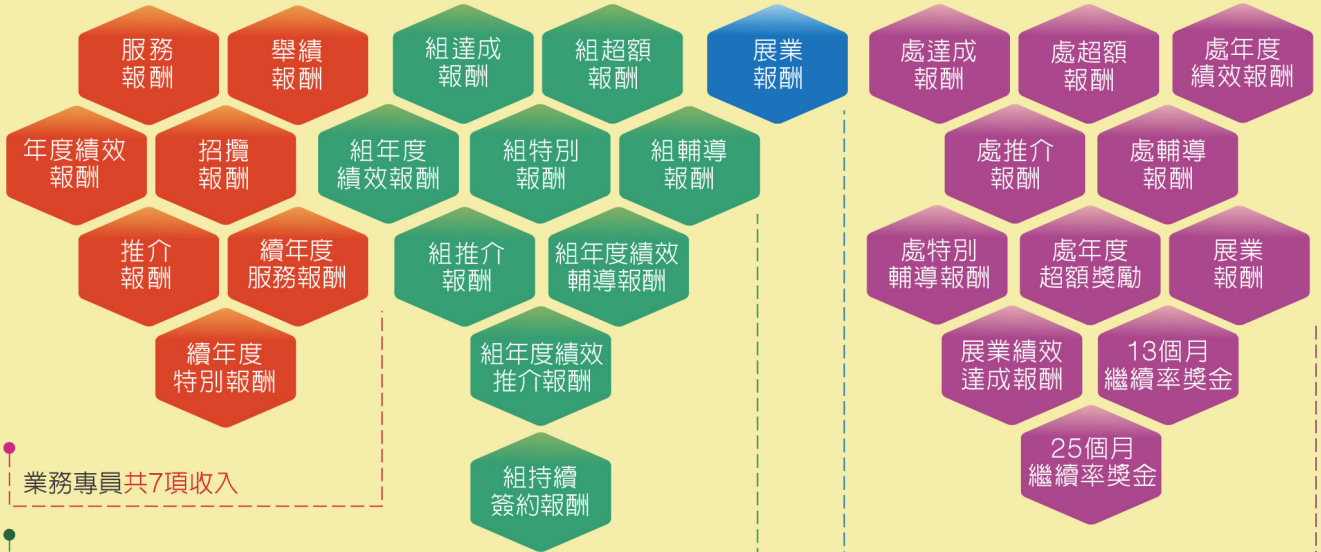 服務
報酬
舉績
報酬
年度績效
報酬
招攬
報酬
推介
報酬
續年度
服務報酬
續年度
特別報酬
業務專員共7項收入
組達成
報酬
組超額
報酬
組年度
績效報酬
組特別
報酬
組輔導
報酬
組推介
報酬
組年度績效
輔導報酬
組年度績效
推介報酬
組持續
簽約報酬
展業
報酬
處達成
報酬
處超額
報酬
處年度
績效報酬
處推介
報酬
處輔導
報酬
處特別
輔導報酬
處年度
超額獎勵
展業
報酬
展業績效
達成報酬
13個月
繼續率獎金
25個月
繼續率獎金